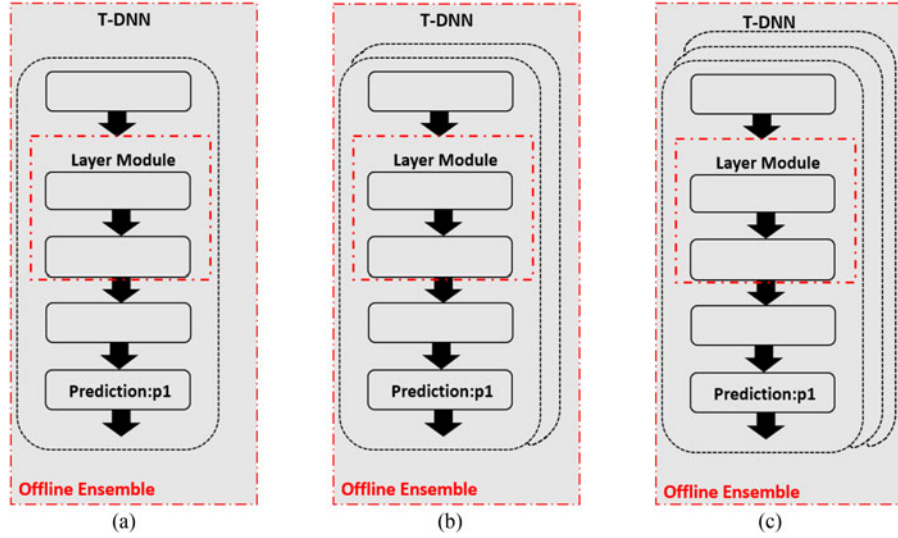 T-DNN
Layer Module
Prediction:p1
Offline Ensemble
(a)
T-DNN
Layer Module
Prediction:p1
Offline Ensemble
(b)
T-DNN
Layer Module
Prediction:p1
Offline Ensemble
(c)